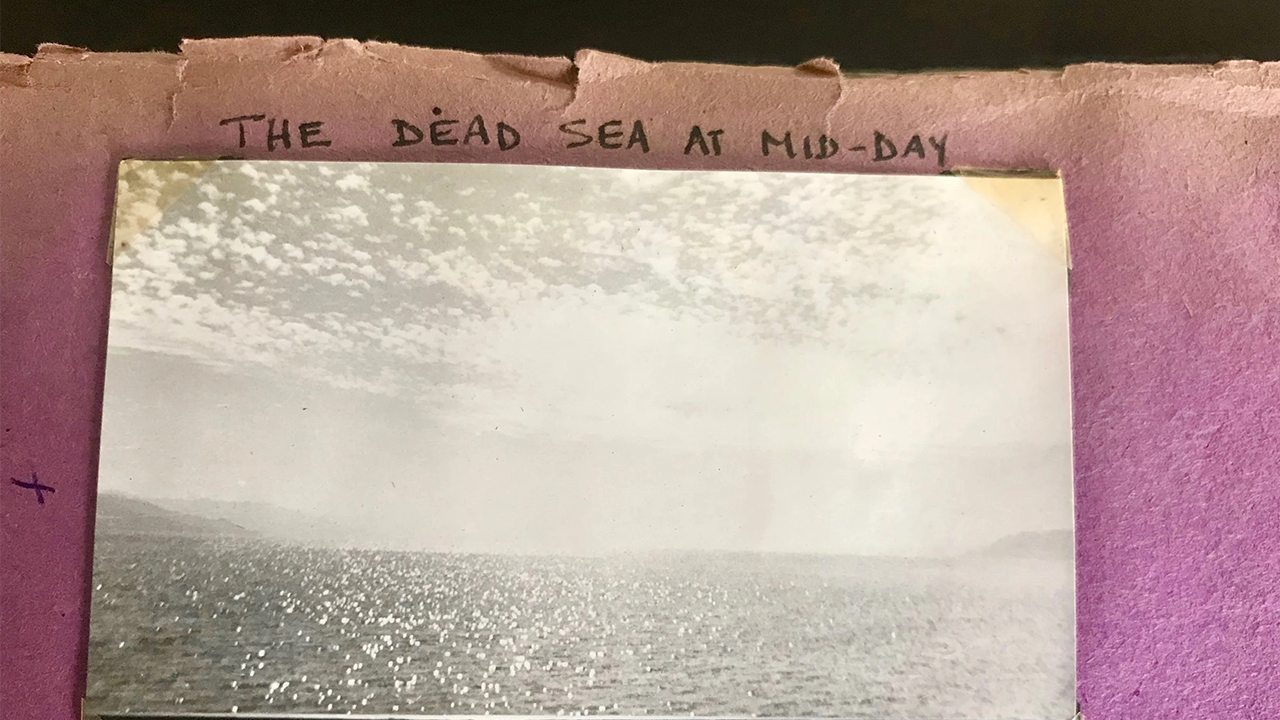 THE DEAD SEA AT MID-DAY